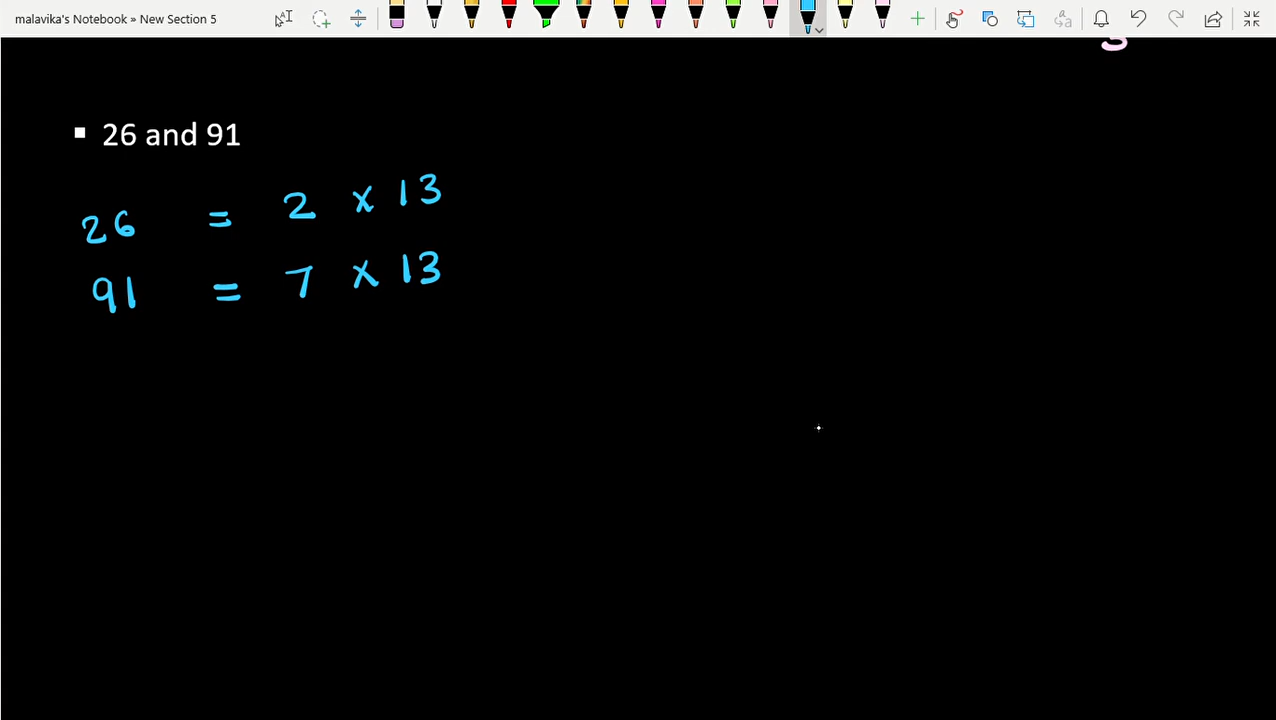 malavika's Notebook » New Section 5
▪ 26 and 91
26 = 2 x 13
91 = 7 x 13